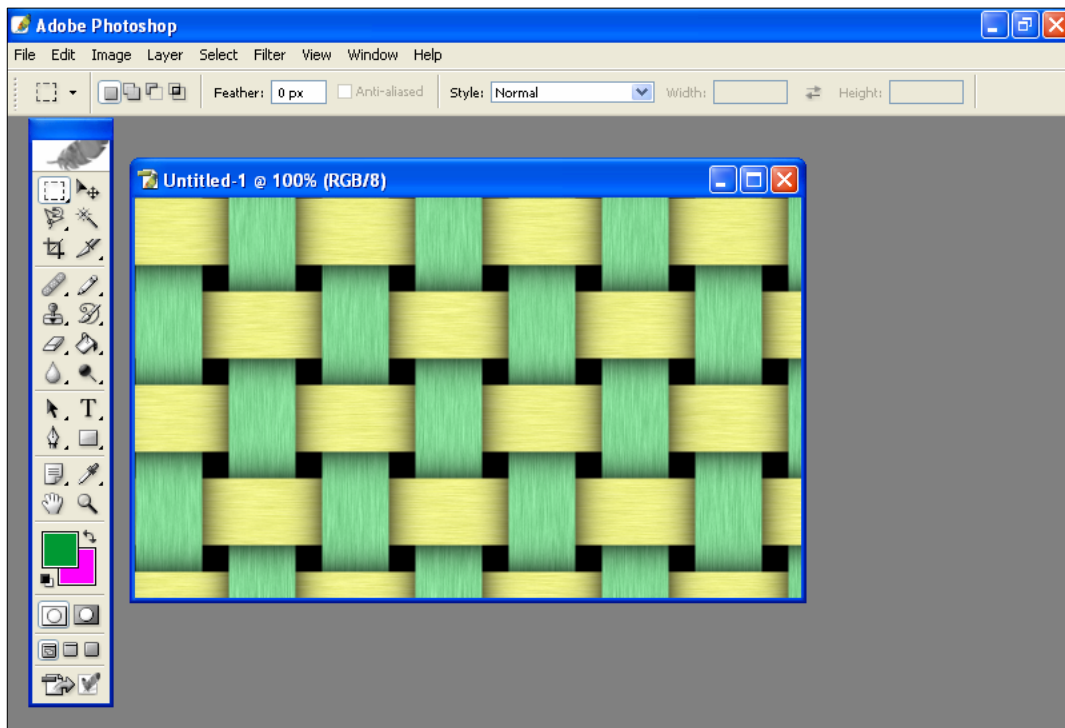 Adobe Photoshop
File Edit Image Layer Select Filter View Window Help
Feather: 0 px Anti-aliased Style: Normal Width: Height:
Untitled-1 @ 100% (RGB/8)
T